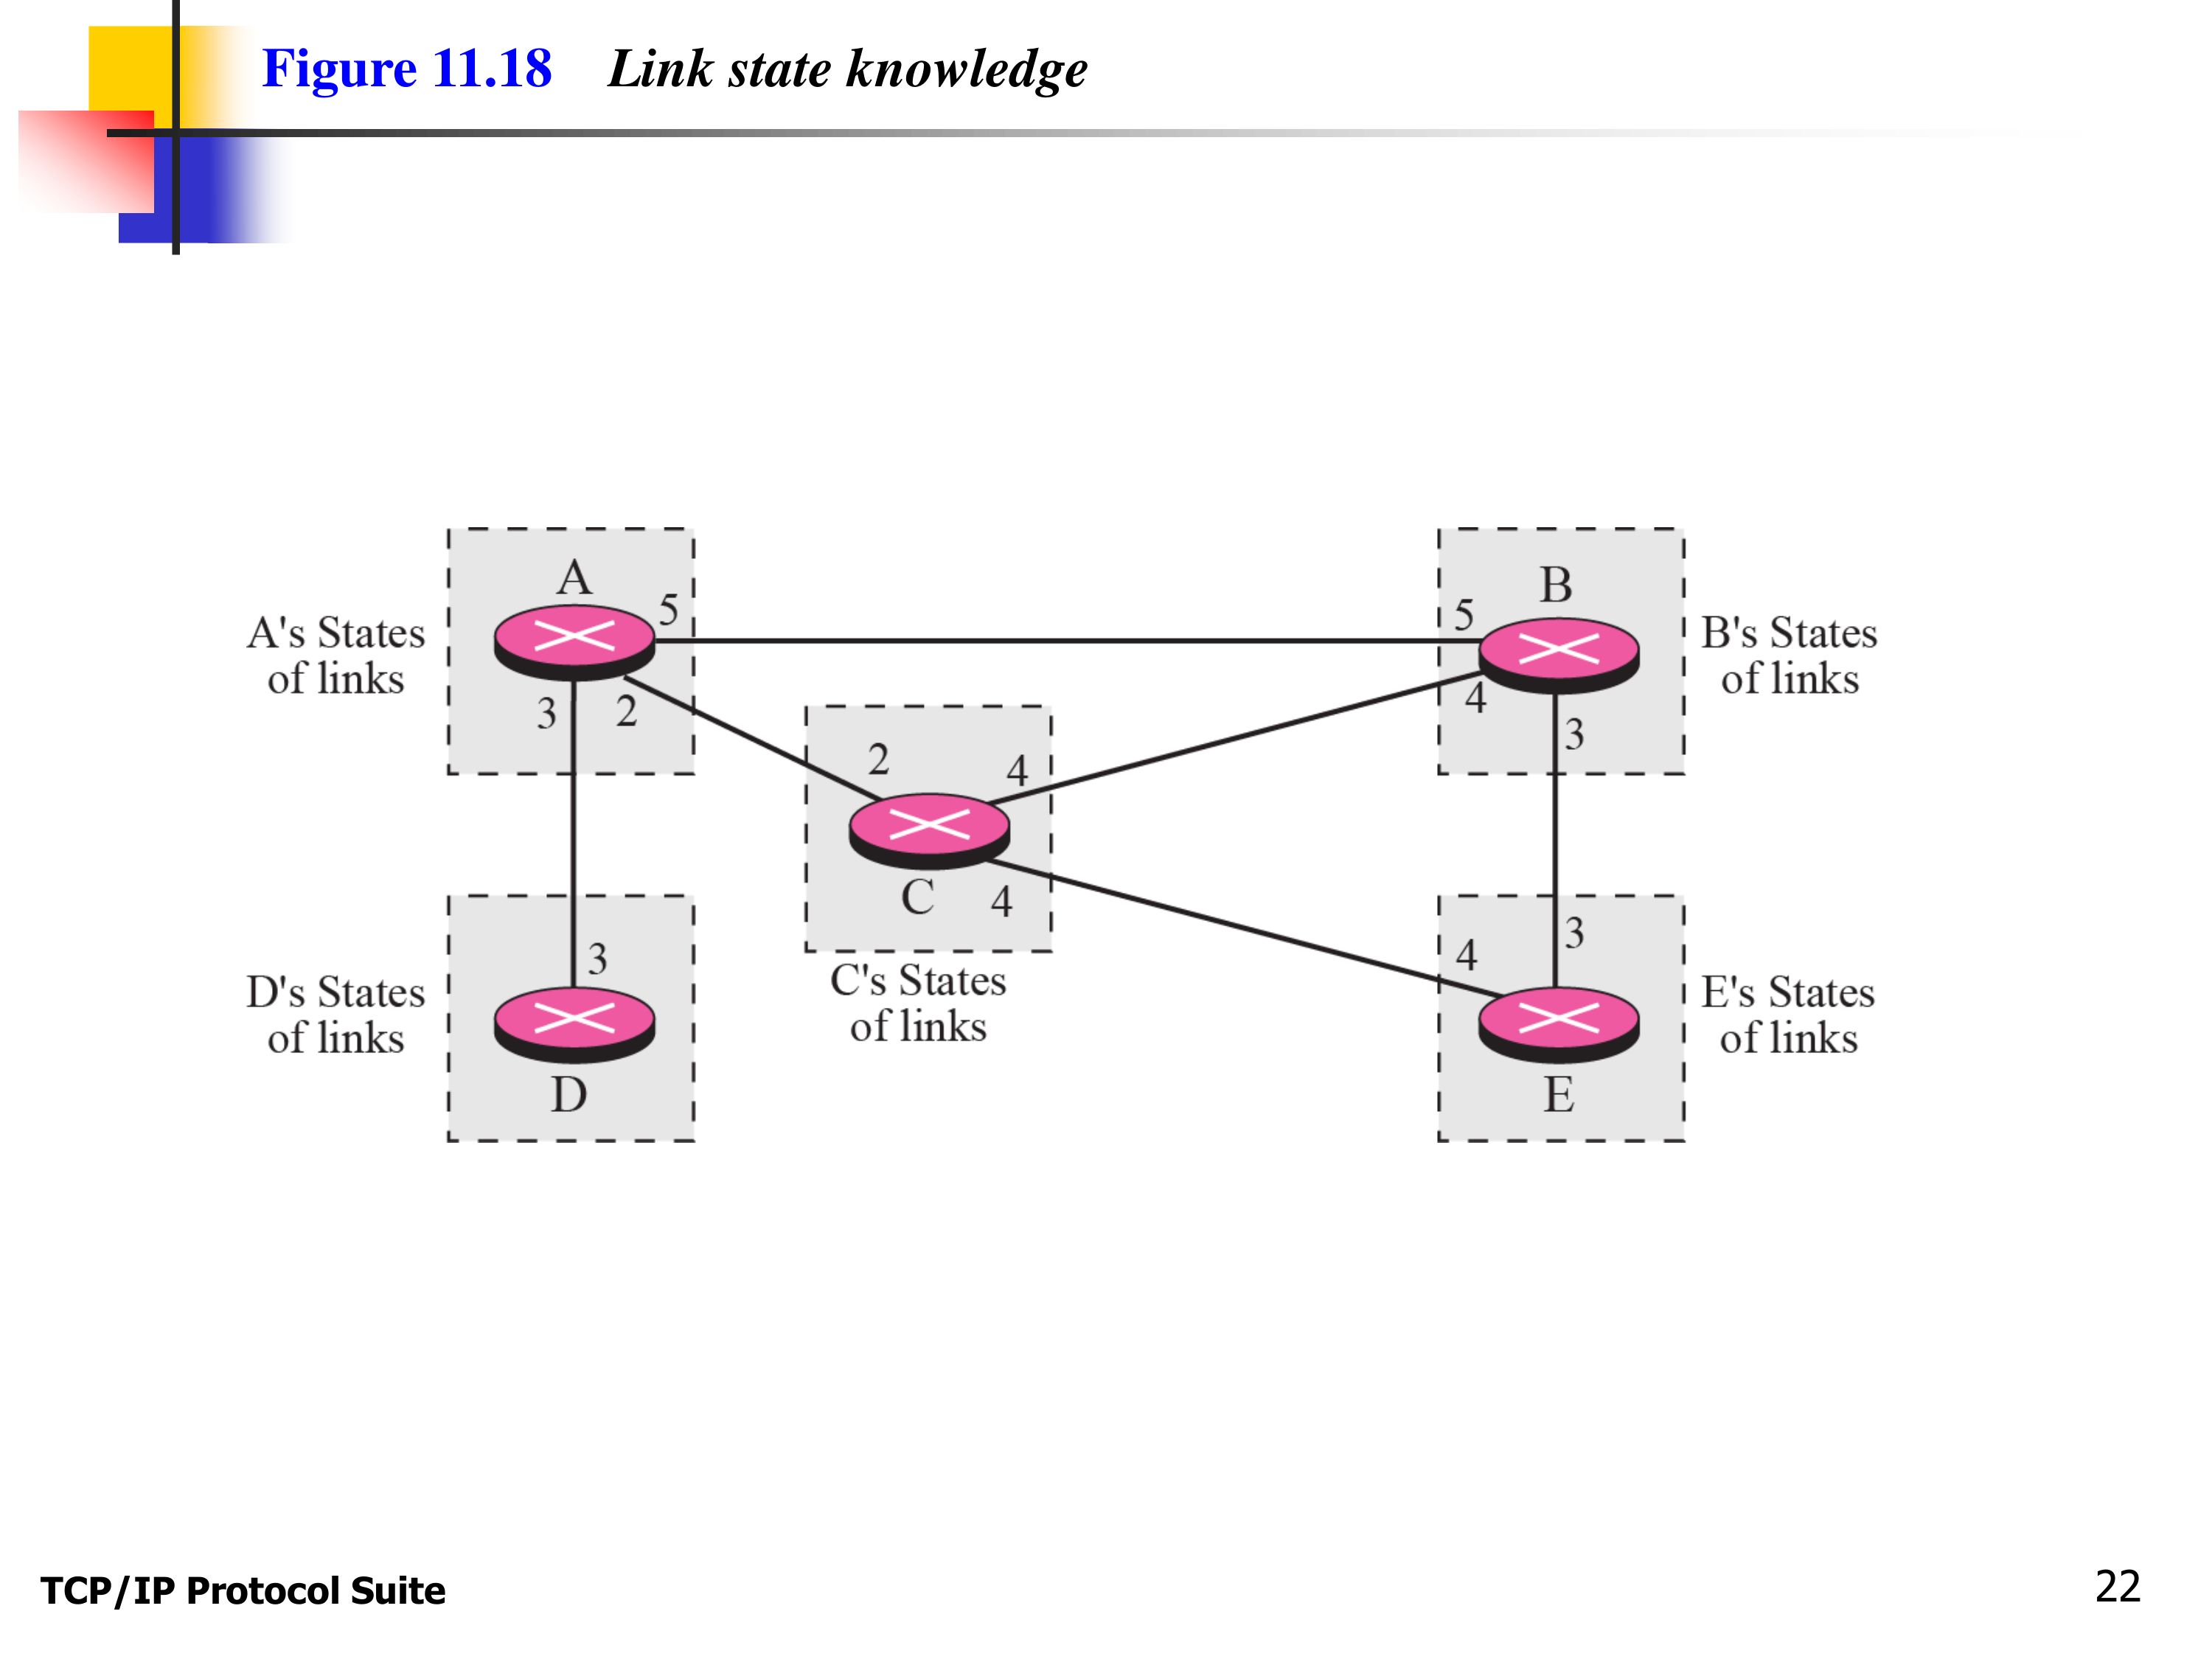 Figure 11.18 Link state knowledge
A
5
A's States
of links
3 2
B
5
4
3
B's States
of links
2
4
C
4
C's States
of links
3
D
D's States
of links
4
3
E
E's States
of links
TCP/IP Protocol Suite
22